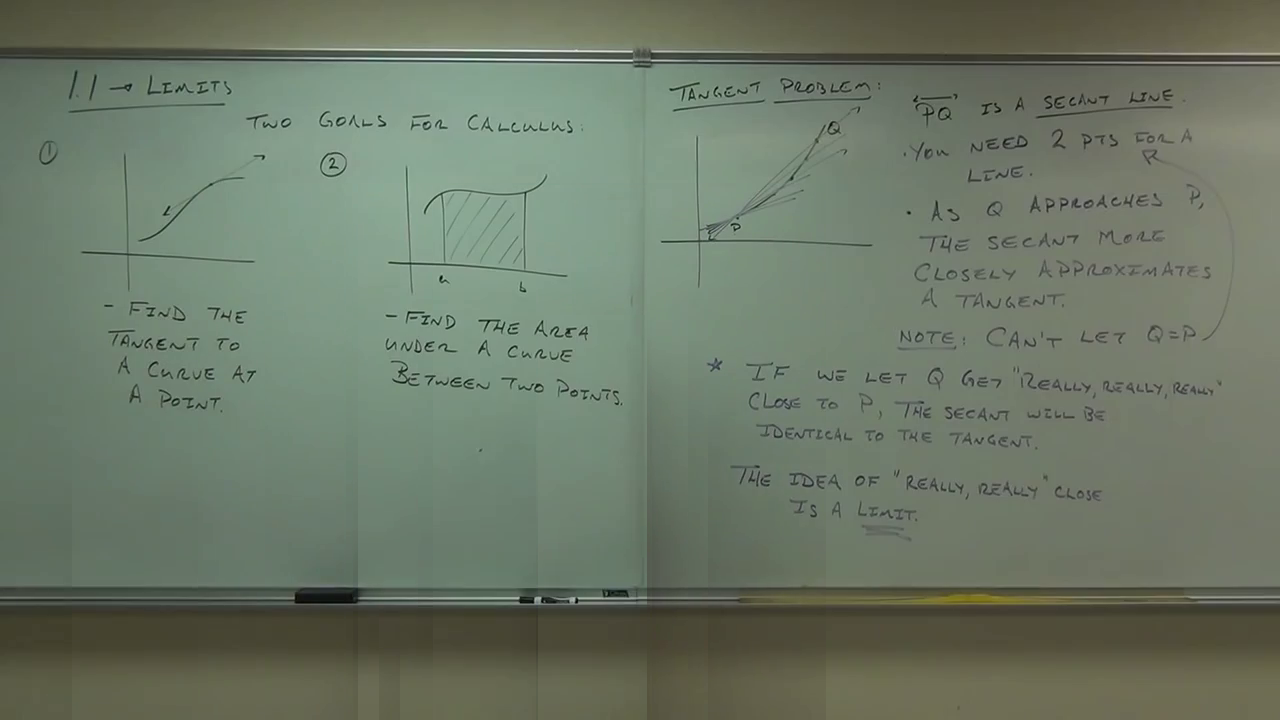 1.1 → LIMITS
TWO GOALS FOR CALCULUS:
①
②
a
b
- FIND THE
TANGENT TO
A CURVE AT
A POINT.
- FIND THE AREA
UNDER A CURVE
BETWEEN TWO POINTS.
TANGENT PROBLEM:
Q
P
PQ IS A SECANT LINE.
• YOU NEED 2 PTS FOR A
LINE.
• AS Q APPROACHES P,
THE SECANT MORE
CLOSELY APPROXIMATES
A TANGENT.
NOTE: CAN'T LET Q=P
* IF WE LET Q GET "REALLY, REALLY, REALLY"
CLOSE TO P, THE SECANT WILL BE
IDENTICAL TO THE TANGENT.
THE IDEA OF "REALLY, REALLY" CLOSE
IS A LIMIT.